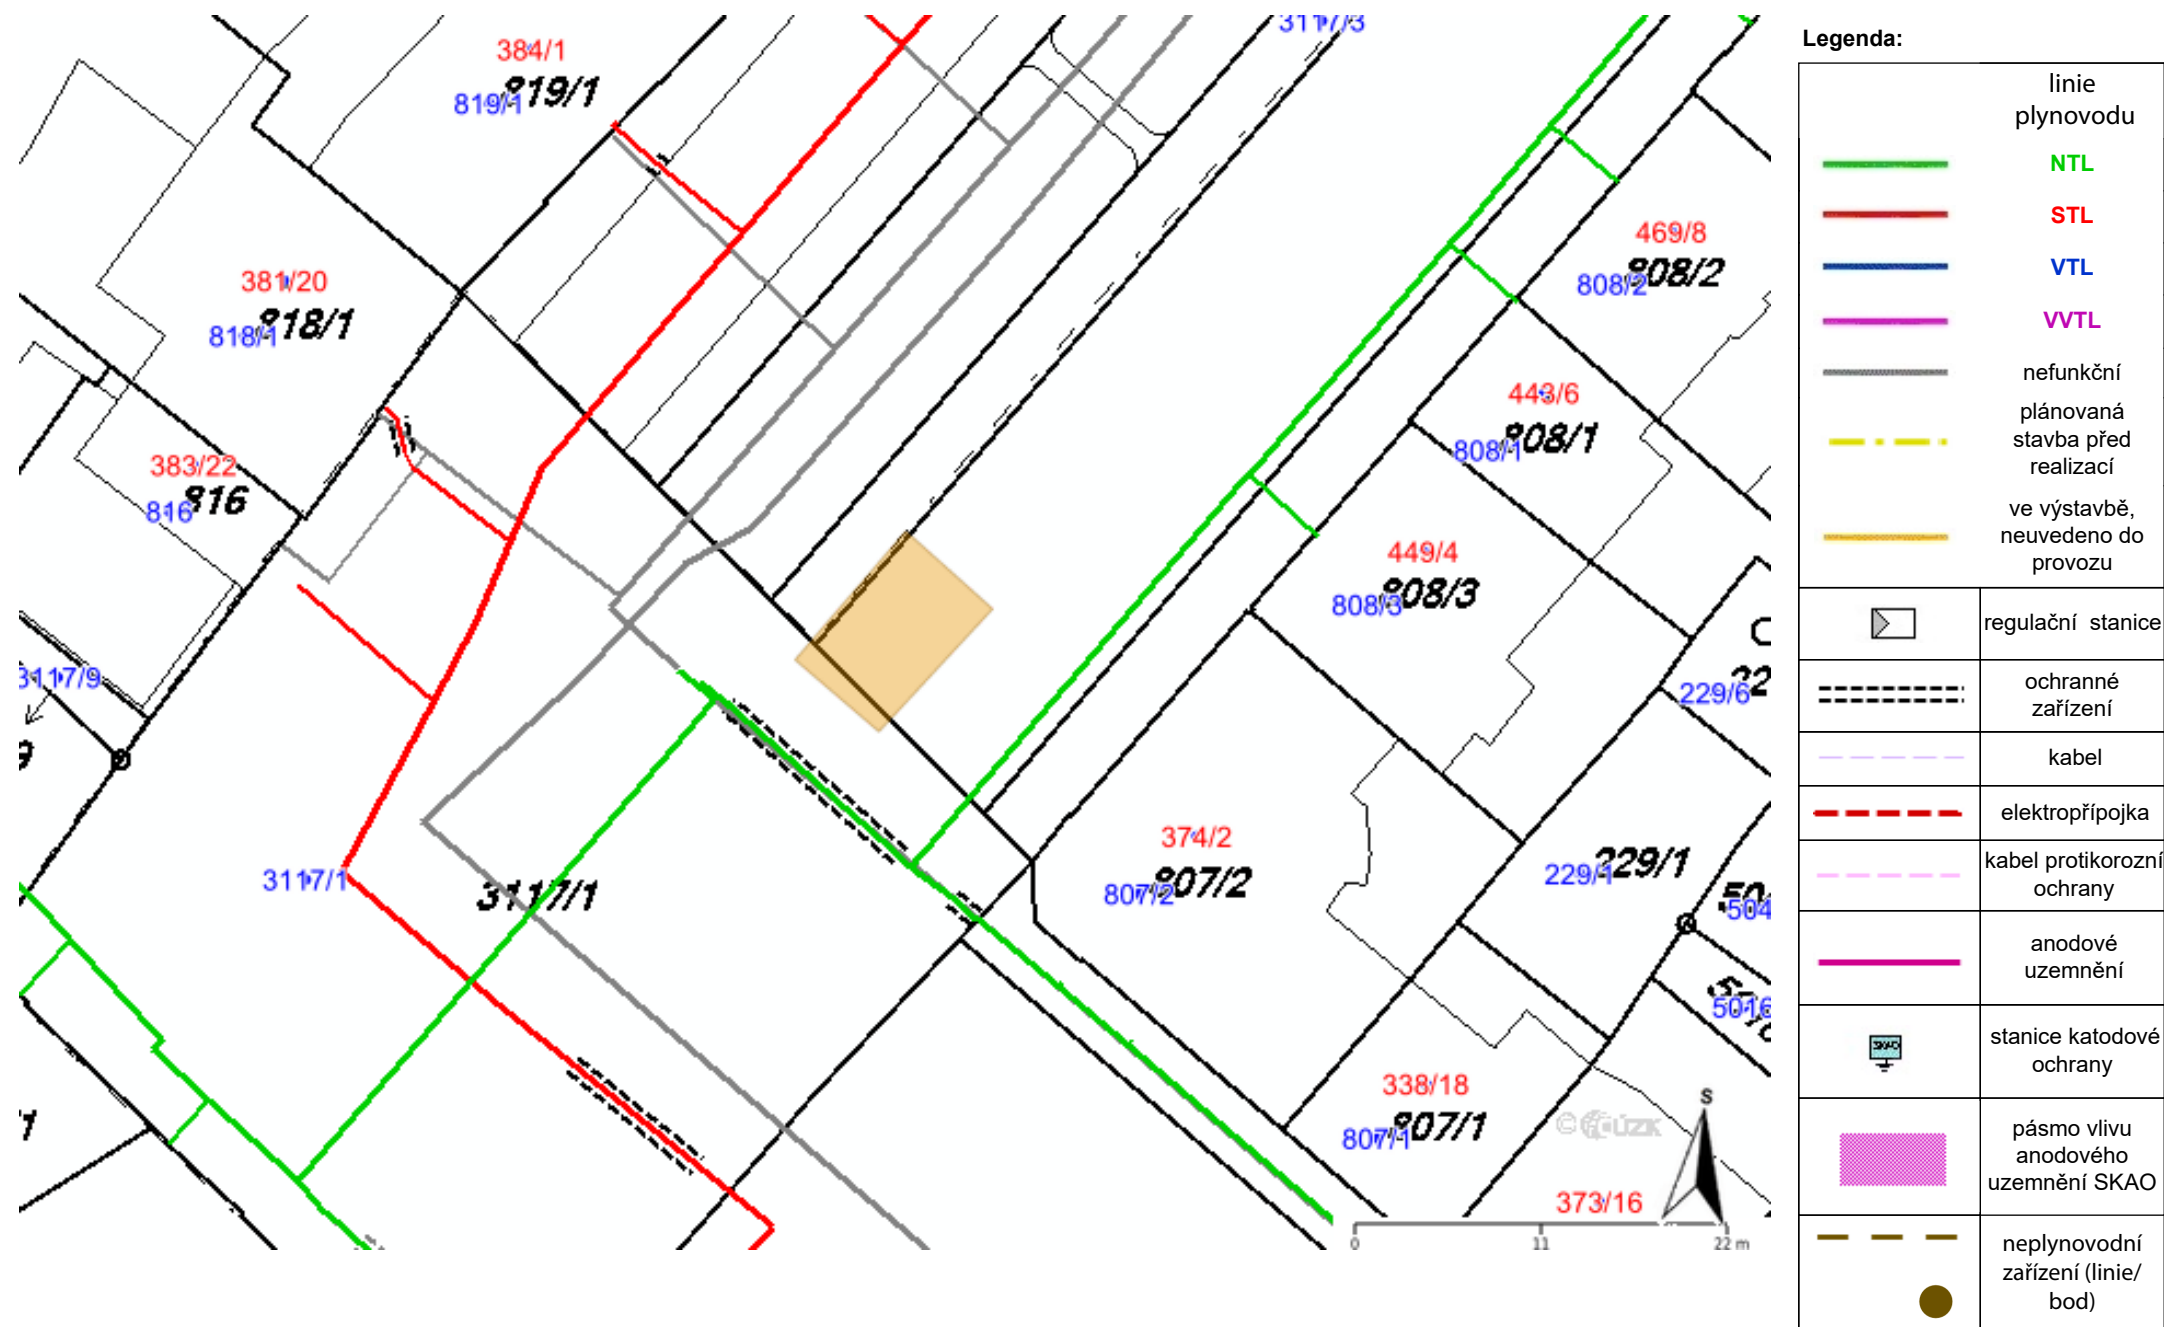 384/1
819/1
819/1
3117/3
381/20
818/1
818/1
469/8
808/2
808/2
443/6
808/1
808/1
383/22
816
816
449/4
808/3
808/3
3117/9
9
229/6
374/2
807/2
807/2
3117/1
3117/1
229/1
229/1
504
5016
338/18
807/1
807/1
373/16
S
0
11
22 m
Legenda:
linie
plynovodu
NTL
STL
VTL
VVTL
nefunkční
plánovaná
stavba před
realizací
ve výstavbě,
neuvedeno do
provozu
regulační stanice
ochranné
zařízení
kabel
elektropřípojka
kabel protikorozní
ochrany
anodové
uzemnění
SKAO
stanice katodové
ochrany
pásmo vlivu
anodového
uzemnění SKAO
neplynovodní
zařízení (linie/
bod)